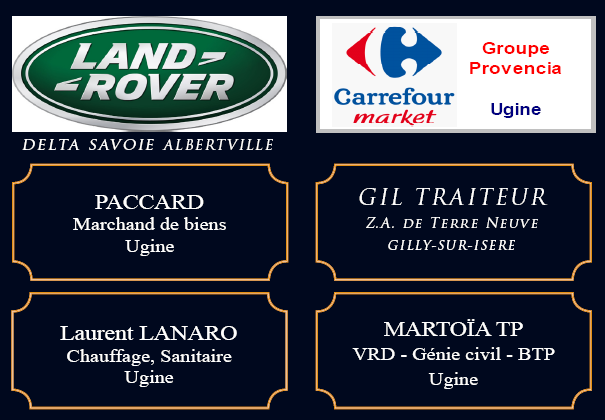 LAND
ROVER
DELTA SAVOIE ALBERTVILLE
Carrefour
market
Groupe
Provencia
Ugine
PACCARD
Marchand de biens
Ugine
GIL TRAITEUR
Z.A. DE TERRE NEUVE
GILLY-SUR-ISERE
Laurent LANARO
Chauffage, Sanitaire
Ugine
MARTOÏA TP
VRD - Génie civil - BTP
Ugine